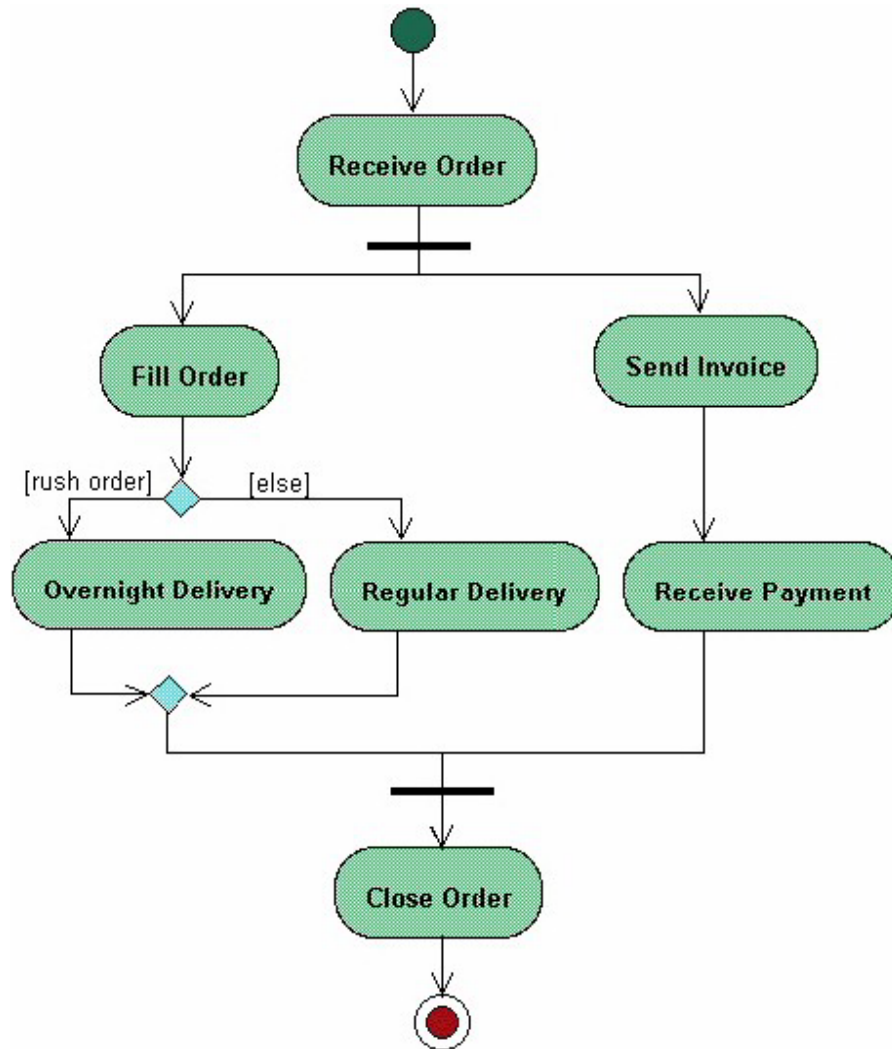 Receive Order
Fill Order
Send Invoice
[rush order]
[else]
Overnight Delivery
Regular Delivery
Receive Payment
Close Order